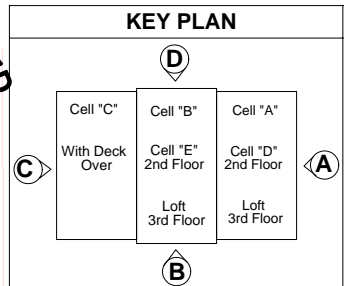 KEY PLAN
D
Cell "C"
With Deck
Over
Cell "B"
Cell "E"
2nd Floor
Loft
3rd Floor
Cell "A"
Cell "D"
2nd Floor
Loft
3rd Floor
C
A
B
G